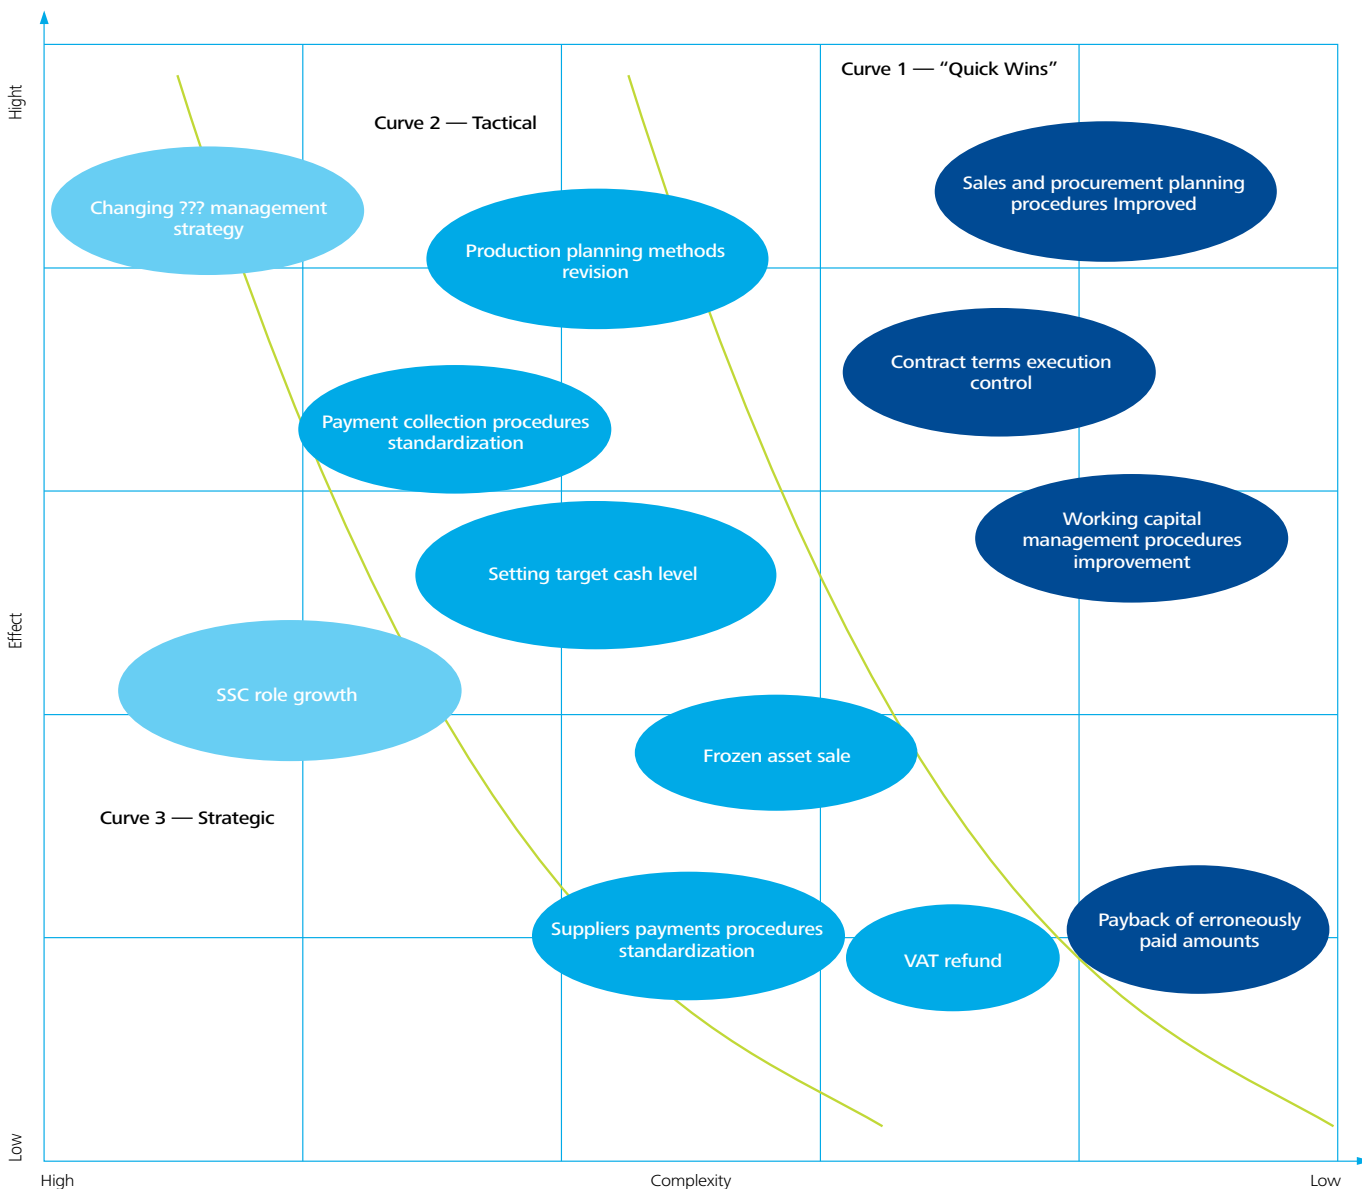 Curve 1 — “Quick Wins”
Hight
Curve 2 — Tactical
Sales and procurement planning
procedures Improved
Changing ??? management
strategy
Production planning methods
revision
Contract terms execution
control
Payment collection procedures
standardization
Working capital
management procedures
improvement
Setting target cash level
Effect
SSC role growth
Frozen asset sale
Curve 3 — Strategic
Suppliers payments procedures
standardization
Payback of erroneously
paid amounts
VAT refund
Low
High
Complexity
Low